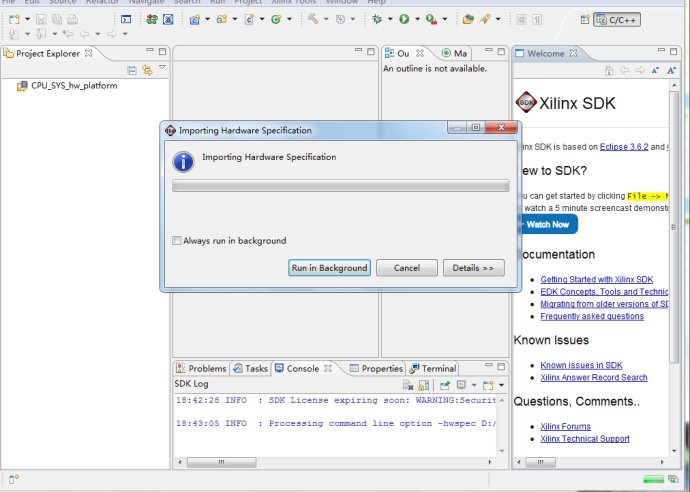 File Edit Source Refactor Navigate Search Run Project Xilinx Tools Window Help
C/C++
Project Explorer
CPU_SYS_hw_platform
Ou
Ma
An outline is not available.
Welcome
Xilinx SDK
inx SDK is based on Eclipse 3.6.2 and
ew to SDK?
u can get started by clicking File ->
watch a 5 minute screencast demonst
Watch Now
ocumentation
Getting Started with Xilinx SDK
EDK Concepts, Tools and Technic
Migrating from older versions of SD
Frequently asked questions
Known Issues
Known issues in SDK
Xilinx Answer Record Search
Questions, Comments..
Xilinx Forums
Xilinx Technical Support
SDK
Importing Hardware Specification
Importing Hardware Specification
Always run in background
Run in Background
Cancel
Details >>
Problems
Tasks
Console
Properties
Terminal
SDK Log
18:42:28 INFO : SDK License expiring soon: WARNING:Securit
18:43:05 INFO : Processing command line option -hwspec D:/